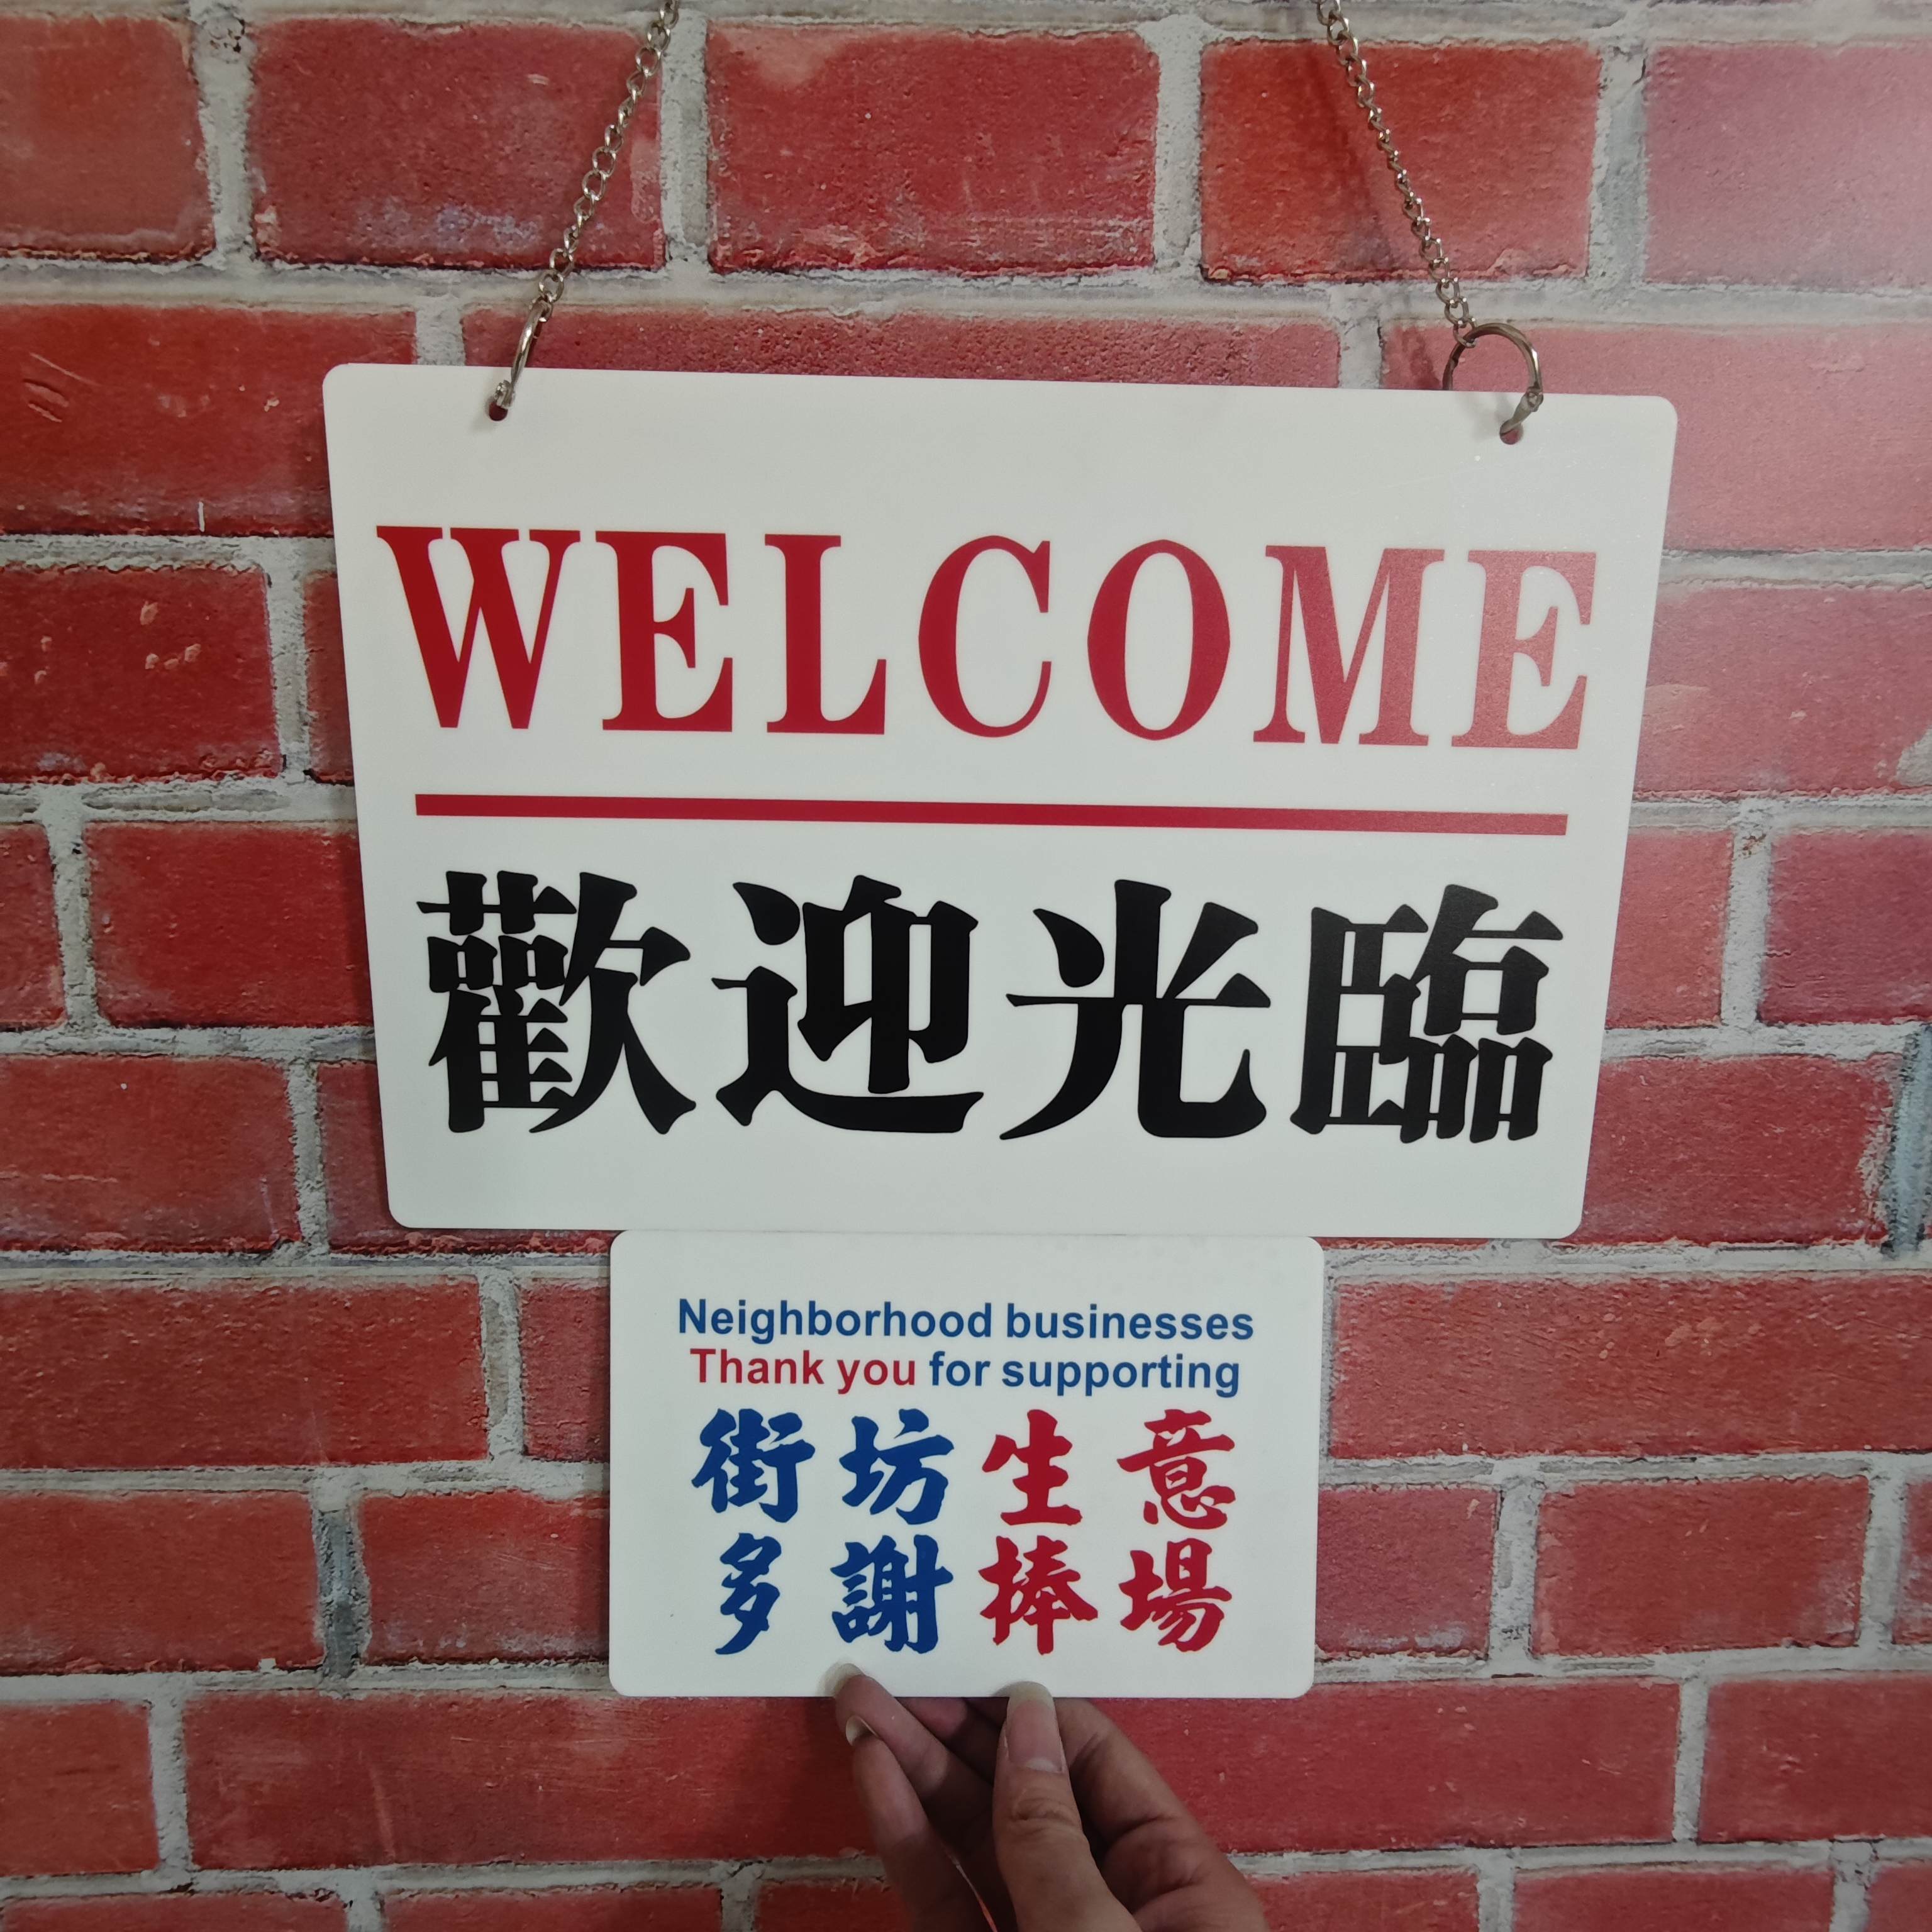 WELCOME
歡迎光臨
Neighborhood businesses
Thank you for supporting
街坊生意
多謝捧場